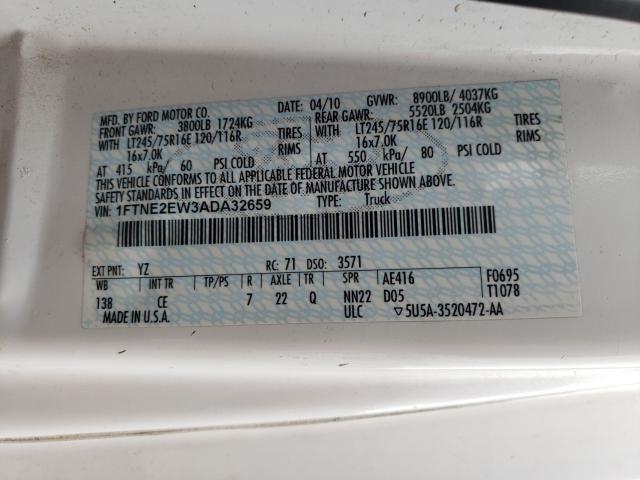 MFD. BY FORD MOTOR CO. DATE: 04/10 GVWR: 8900LB/ 4037KG
FRONT GAWR: 3800LB 1724KG REAR GAWR: 5520LB 2504KG
WITH LT245/75R16E 120/116R TIRES WITH LT245/75R16E 120/116R TIRES
16x7.0K RIMS 16x7.0K RIMS
AT 415 kPa/ 60 PSI COLD AT 550 kPa/ 80 PSI COLD
THIS VEHICLE CONFORMS TO ALL APPLICABLE FEDERAL MOTOR VEHICLE
SAFETY STANDARDS IN EFFECT ON THE DATE OF MANUFACTURE SHOWN ABOVE.
VIN: 1FTNE2EW3ADA32659 TYPE: Truck
EXT PNT: YZ RC: 71 DSO: 3571
WB INT TR TP/PS R AXLE TR SPR AE416 F0695
138 CE 7 22 Q NN22 D05 T1078
MADE IN U.S.A. ULC ▽5U5A-3520472-AA